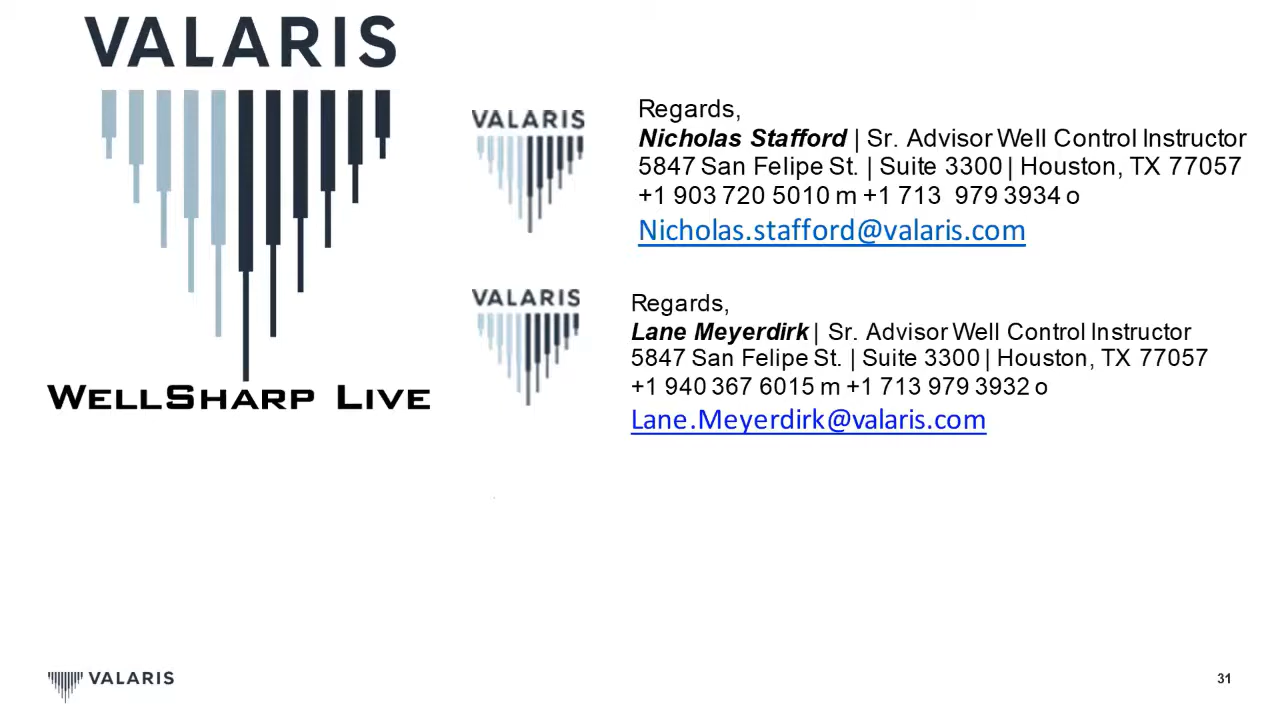 VALARIS
WellSharp Live
VALARIS
Regards,
Nicholas Stafford | Sr. Advisor Well Control Instructor
5847 San Felipe St. | Suite 3300 | Houston, TX 77057
+1 903 720 5010 m +1 713 979 3934 o
Nicholas.stafford@valaris.com
VALARIS
Regards,
Lane Meyerdirk | Sr. Advisor Well Control Instructor
5847 San Felipe St. | Suite 3300 | Houston, TX 77057
+1 940 367 6015 m +1 713 979 3932 o
Lane.Meyerdirk@valaris.com
VALARIS
31